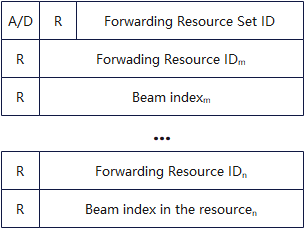 A/D R Forwarding Resource Set ID
R Forwading Resource IDm
R Beam indexm
...
R Forwarding Resource IDn
R Beam index in the resourcen